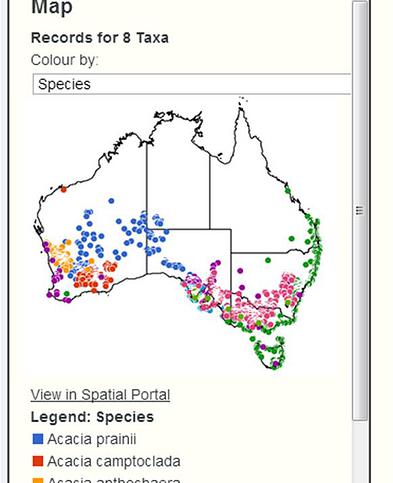 Map
Records for 8 Taxa
Colour by:
Species
View in Spatial Portal
Legend: Species
Acacia prainii
Acacia camptoclada
Acacia anthochaera